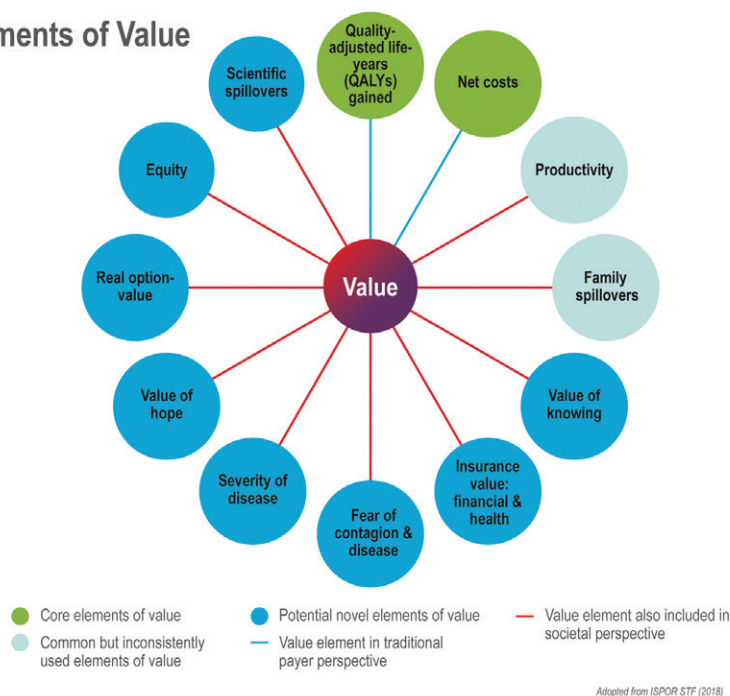 ments of Value
Quality-
adjusted life-
years
(QALYs)
gained
Net costs
Productivity
Family
spillovers
Value of
knowing
Insurance
value:
financial &
health
Fear of
contagion &
disease
Severity of
disease
Value of
hope
Real option-
value
Equity
Scientific
spillovers
Value
Core elements of value
Common but inconsistently
used elements of value
Potential novel elements of value
Value element in traditional
payer perspective
Value element also included in
societal perspective
Adapted from ISPOR STF (2018)